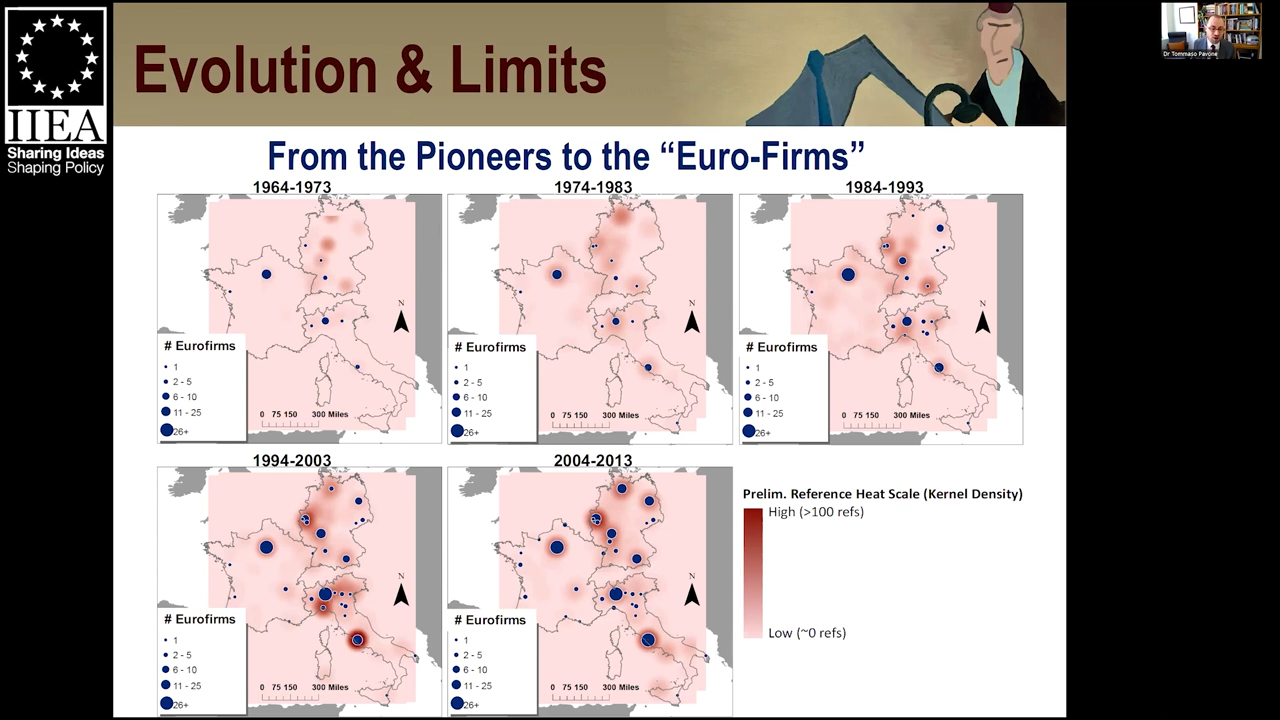 IIEA
Sharing Ideas
Shaping Policy
Evolution & Limits
Dr Tommaso Pavone
From the Pioneers to the “Euro-Firms”
1964-1973
N
# Eurofirms
1
2 - 5
6 - 10
11 - 25
26+
0 75 150 300 Miles
1974-1983
N
# Eurofirms
1
2 - 5
6 - 10
11 - 25
26+
0 75 150 300 Miles
1984-1993
N
# Eurofirms
1
2 - 5
6 - 10
11 - 25
26+
0 75 150 300 Miles
1994-2003
N
# Eurofirms
1
2 - 5
6 - 10
11 - 25
26+
0 75 150 300 Miles
2004-2013
N
# Eurofirms
1
2 - 5
6 - 10
11 - 25
26+
0 75 150 300 Miles
Prelim. Reference Heat Scale (Kernel Density)
High (>100 refs)
Low (~0 refs)